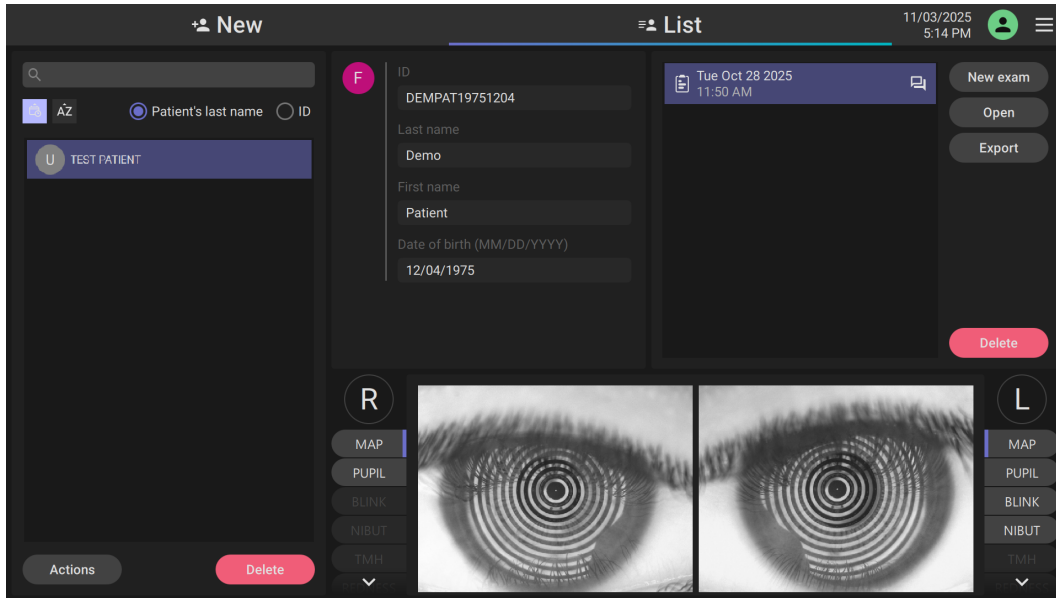 New
List
11/03/2025
5:14 PM
AZ
Patient's last name
ID
U
TEST PATIENT
Actions
Delete
F
ID
DEMPAT19751204
Last name
Demo
First name
Patient
Date of birth (MM/DD/YYYY)
12/04/1975
Tue Oct 28 2025
11:50 AM
New exam
Open
Export
Delete
R
MAP
PUPIL
BLINK
NIBUT
TMH
L
MAP
PUPIL
BLINK
NIBUT
TMH